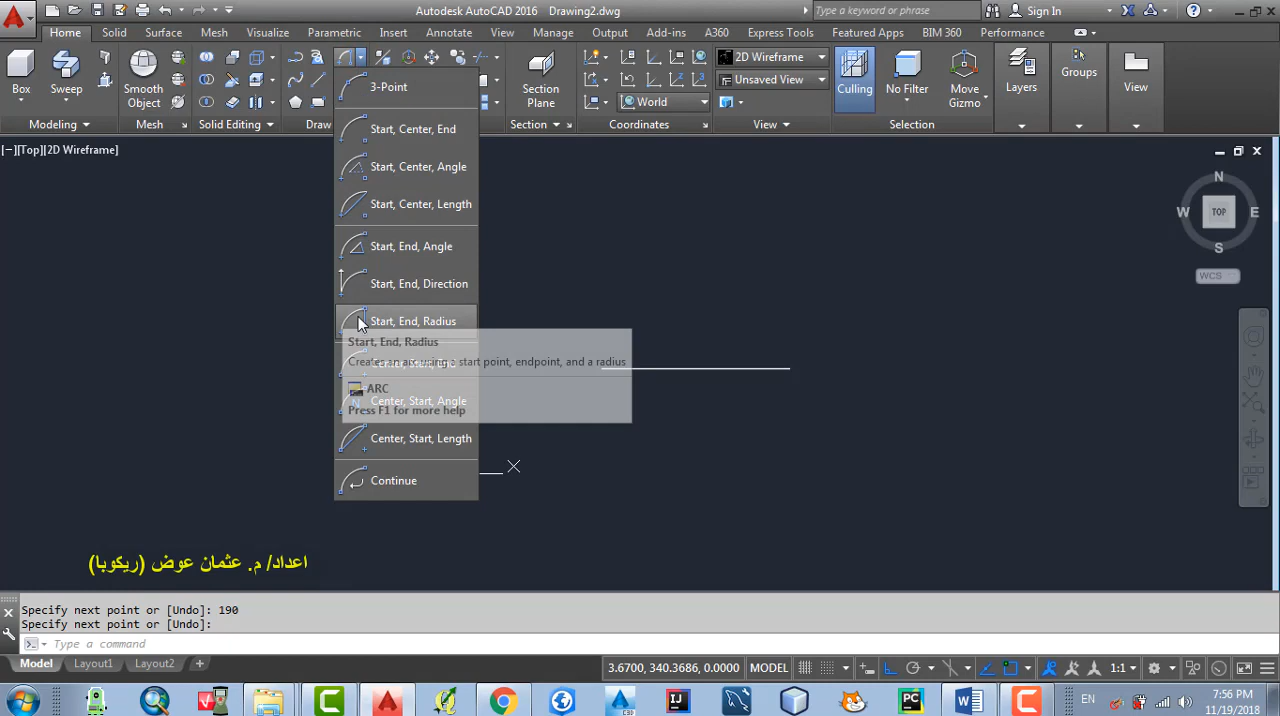 Autodesk AutoCAD 2016 Drawing2.dwg
Type a keyword or phrase
Sign In
Home Solid Surface Mesh Visualize Parametric Insert Annotate View Manage Output Add-ins A360 Express Tools Featured Apps BIM 360 Performance
Box
Sweep
Smooth
Object
Section
Plane
2D Wireframe
Unsaved View
World
Culling
No Filter
Move
Gizmo
Layers
Groups
View
Modeling
Mesh
Solid Editing
Draw
Section
Coordinates
View
Selection
[−][Top][2D Wireframe]
3-Point
Start, Center, End
Start, Center, Angle
Start, Center, Length
Start, End, Angle
Start, End, Direction
Start, End, Radius
Start, End, Radius
Creates an arc using a start point, endpoint, and a radius
Center, Start, End
ARC
Center, Start, Angle
Press F1 for more help
Center, Start, Length
Continue
N
W
TOP
E
S
WCS
اعداد/ م. عثمان عوض (ريكوبا)
Specify next point or [Undo]: 190
Specify next point or [Undo]:
Type a command
Model Layout1 Layout2 +
3.6700, 340.3686, 0.0000 MODEL
1:1
EN
7:56 PM
11/19/2018